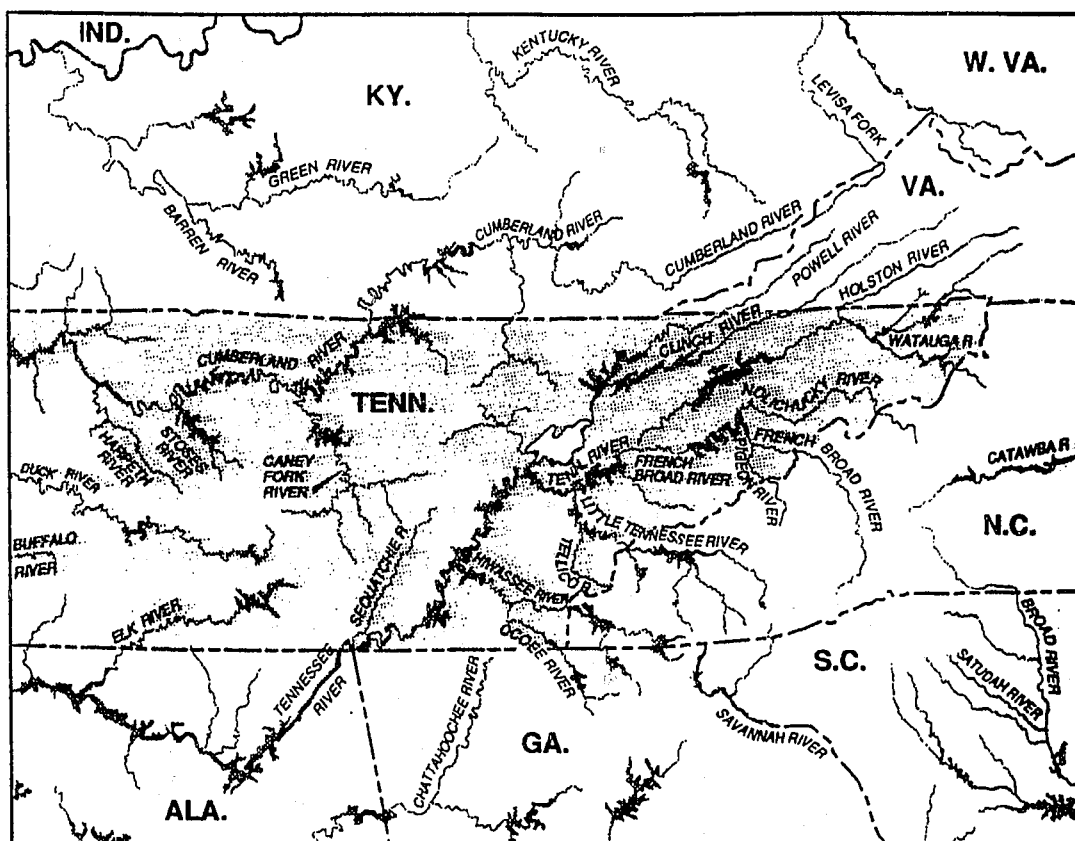 IND.
KY.
KENTUCKY RIVER
W. VA.
LEVISA FORK
GREEN RIVER
VA.
BARREN RIVER
CUMBERLAND RIVER
CUMBERLAND RIVER
POWELL RIVER
HOLSTON RIVER
CLINCH RIVER
WATAUGA R.
CUMBERLAND RIVER
TENN.
NOLICHUCKY RIVER
HARPETH
RIVER
STONES
RIVER
DUCK RIVER
CANEY
FORK
RIVER
TENN. RIVER
FRENCH
BROAD RIVER
PIGEON RIVER
FRENCH BROAD RIVER
CATAWBA R.
N.C.
BUFFALO
RIVER
SEQUATCHIE R.
LITTLE TENNESSEE RIVER
TELLICO R.
HIWASSEE RIVER
ELK RIVER
OCOEE RIVER
TENNESSEE
RIVER
S.C.
BROAD RIVER
SATUDAH RIVER
CHATTAHOOCHEE RIVER
GA.
SAVANNAH RIVER
ALA.